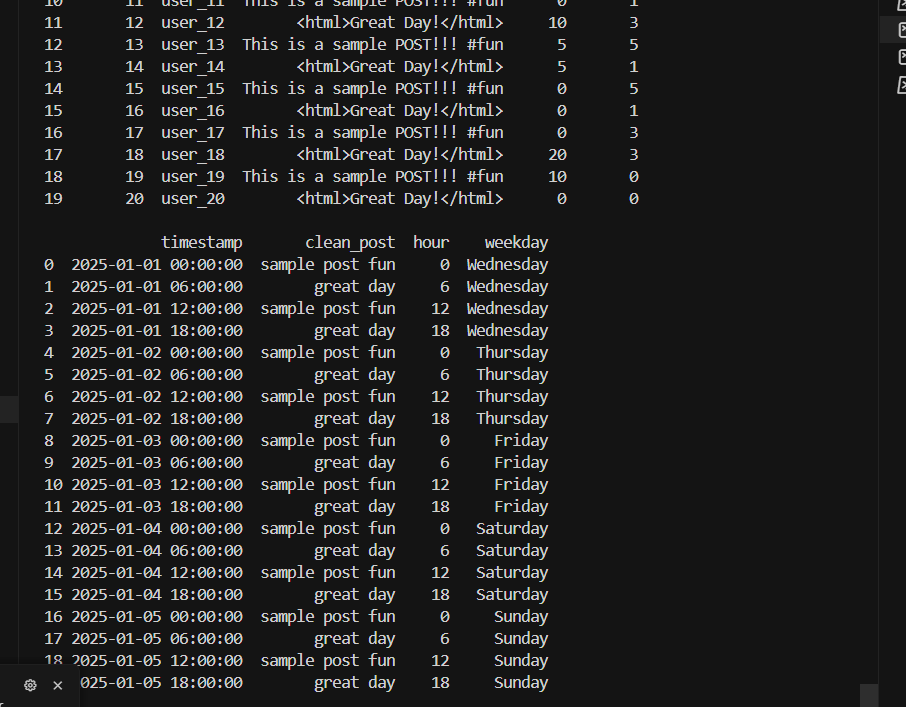 10 11 user_11 This is a sample POST!!! #fun 0 1
11 12 user_12 <html>Great Day!</html> 10 3
12 13 user_13 This is a sample POST!!! #fun 5 5
13 14 user_14 <html>Great Day!</html> 5 1
14 15 user_15 This is a sample POST!!! #fun 0 5
15 16 user_16 <html>Great Day!</html> 0 1
16 17 user_17 This is a sample POST!!! #fun 0 3
17 18 user_18 <html>Great Day!</html> 20 3
18 19 user_19 This is a sample POST!!! #fun 10 0
19 20 user_20 <html>Great Day!</html> 0 0
timestamp clean_post hour weekday
0 2025-01-01 00:00:00 sample post fun 0 Wednesday
1 2025-01-01 06:00:00 great day 6 Wednesday
2 2025-01-01 12:00:00 sample post fun 12 Wednesday
3 2025-01-01 18:00:00 great day 18 Wednesday
4 2025-01-02 00:00:00 sample post fun 0 Thursday
5 2025-01-02 06:00:00 great day 6 Thursday
6 2025-01-02 12:00:00 sample post fun 12 Thursday
7 2025-01-02 18:00:00 great day 18 Thursday
8 2025-01-03 00:00:00 sample post fun 0 Friday
9 2025-01-03 06:00:00 great day 6 Friday
10 2025-01-03 12:00:00 sample post fun 12 Friday
11 2025-01-03 18:00:00 great day 18 Friday
12 2025-01-04 00:00:00 sample post fun 0 Saturday
13 2025-01-04 06:00:00 great day 6 Saturday
14 2025-01-04 12:00:00 sample post fun 12 Saturday
15 2025-01-04 18:00:00 great day 18 Saturday
16 2025-01-05 00:00:00 sample post fun 0 Sunday
17 2025-01-05 06:00:00 great day 6 Sunday
18 2025-01-05 12:00:00 sample post fun 12 Sunday
025-01-05 18:00:00 great day 18 Sunday